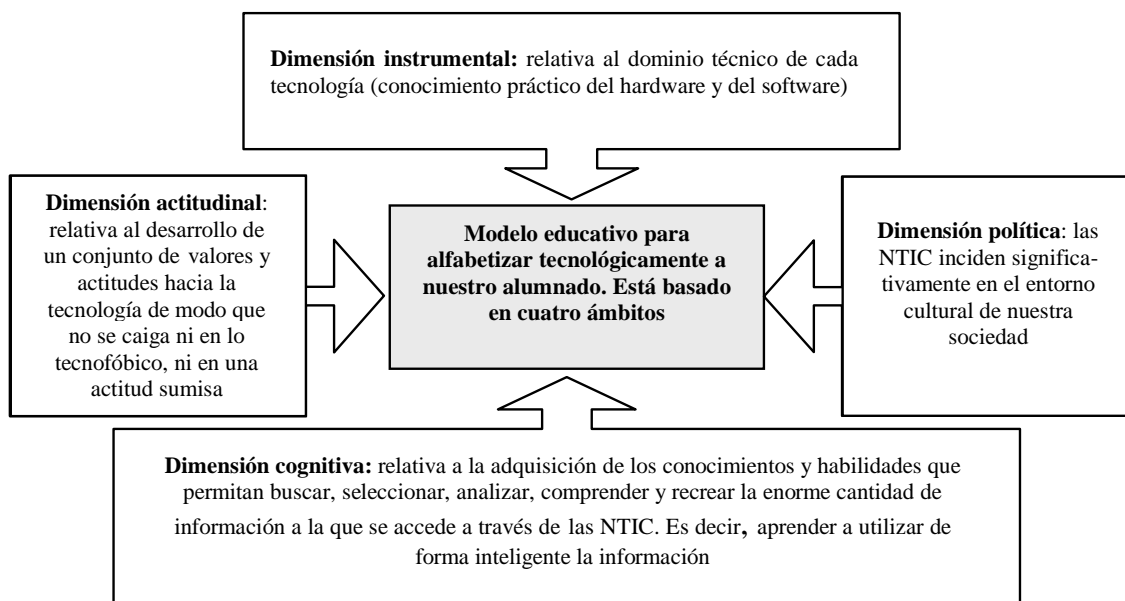 Dimensión instrumental: relativa al dominio técnico de cada
tecnología (conocimiento práctico del hardware y del software)
Dimensión actitudinal:
relativa al desarrollo de
un conjunto de valores y
actitudes hacia la
tecnología de modo que
no se caiga ni en lo
tecnofóbico, ni en una
actitud sumisa
Modelo educativo para
alfabetizar tecnológicamente a
nuestro alumnado. Está basado
en cuatro ámbitos
Dimensión política: las
NTIC inciden significa-
tivamente en el entorno
cultural de nuestra
sociedad
Dimensión cognitiva: relativa a la adquisición de los conocimientos y habilidades que
permitan buscar, seleccionar, analizar, comprender y recrear la enorme cantidad de
información a la que se accede a través de las NTIC. Es decir, aprender a utilizar de
forma inteligente la información